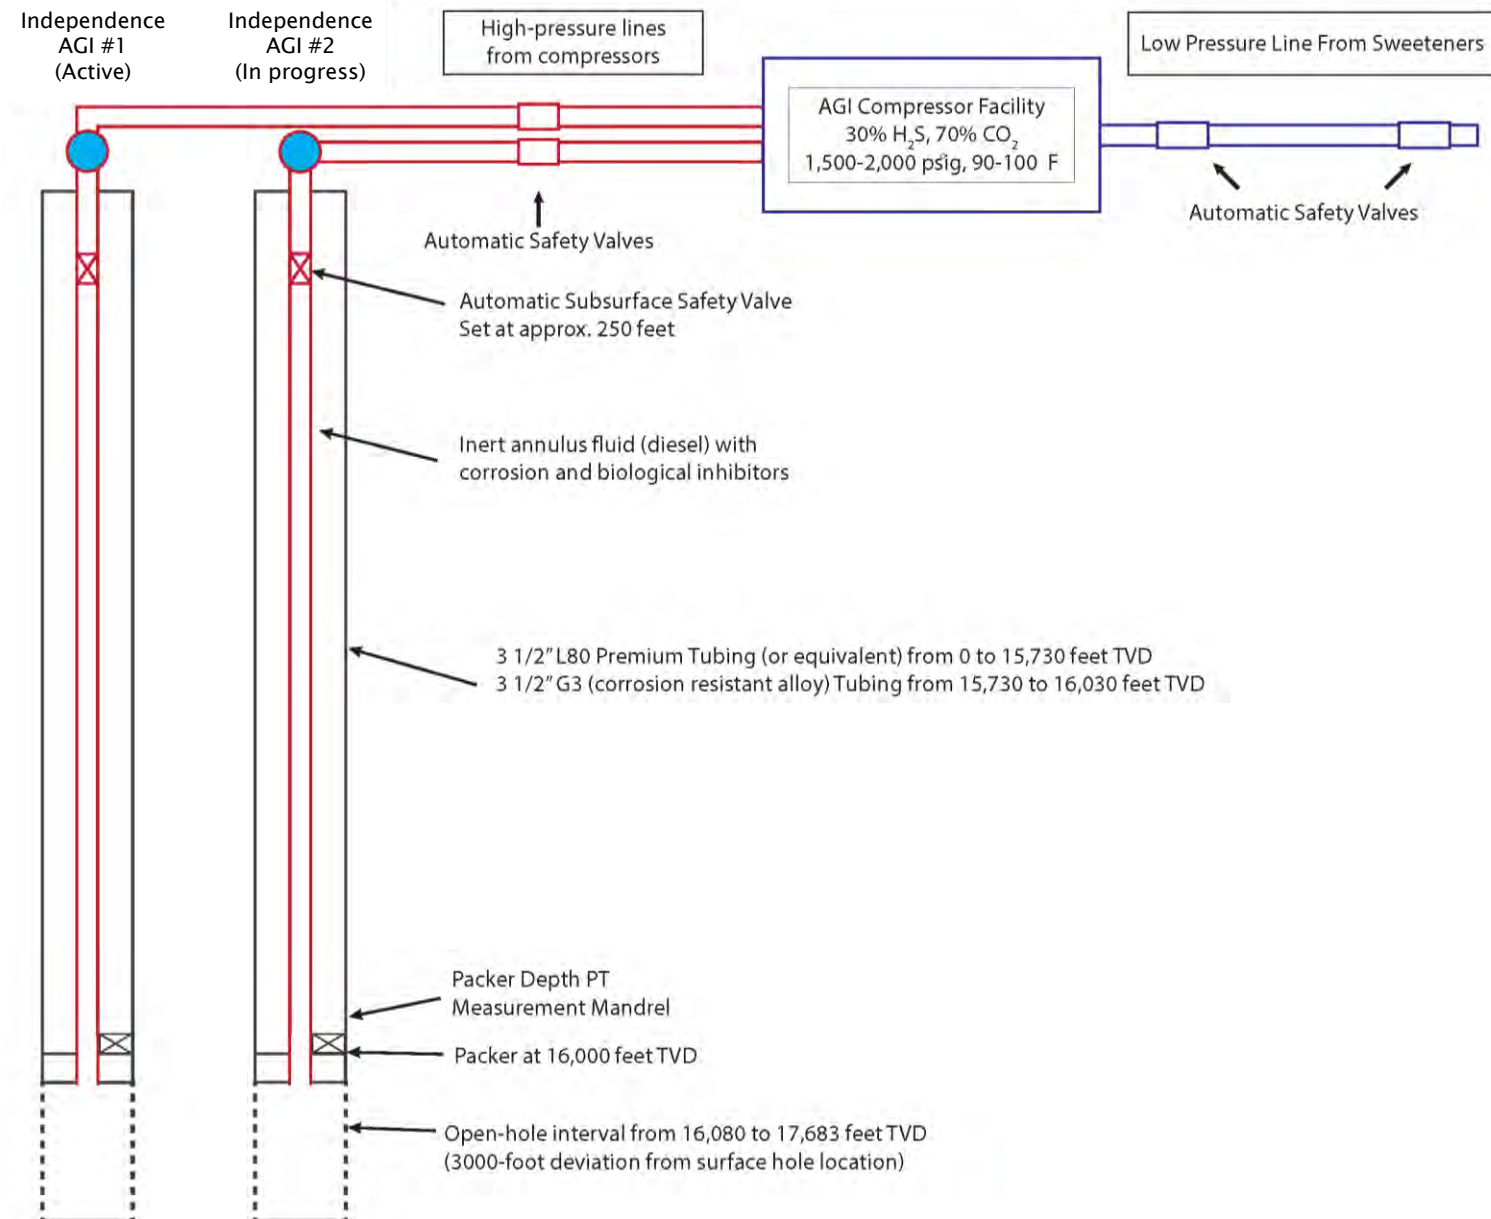 Independence
AGI #1
(Active)
Independence
AGI #2
(In progress)
High-pressure lines
from compressors
Low Pressure Line From Sweeteners
AGI Compressor Facility
30% H₂S, 70% CO₂
1,500-2,000 psig, 90-100 F
Automatic Safety Valves
Automatic Safety Valves
Automatic Subsurface Safety Valve
Set at approx. 250 feet
Inert annulus fluid (diesel) with
corrosion and biological inhibitors
3 1/2" L80 Premium Tubing (or equivalent) from 0 to 15,730 feet TVD
3 1/2" G3 (corrosion resistant alloy) Tubing from 15,730 to 16,030 feet TVD
Packer Depth PT
Measurement Mandrel
Packer at 16,000 feet TVD
Open-hole interval from 16,080 to 17,683 feet TVD
(3000-foot deviation from surface hole location)